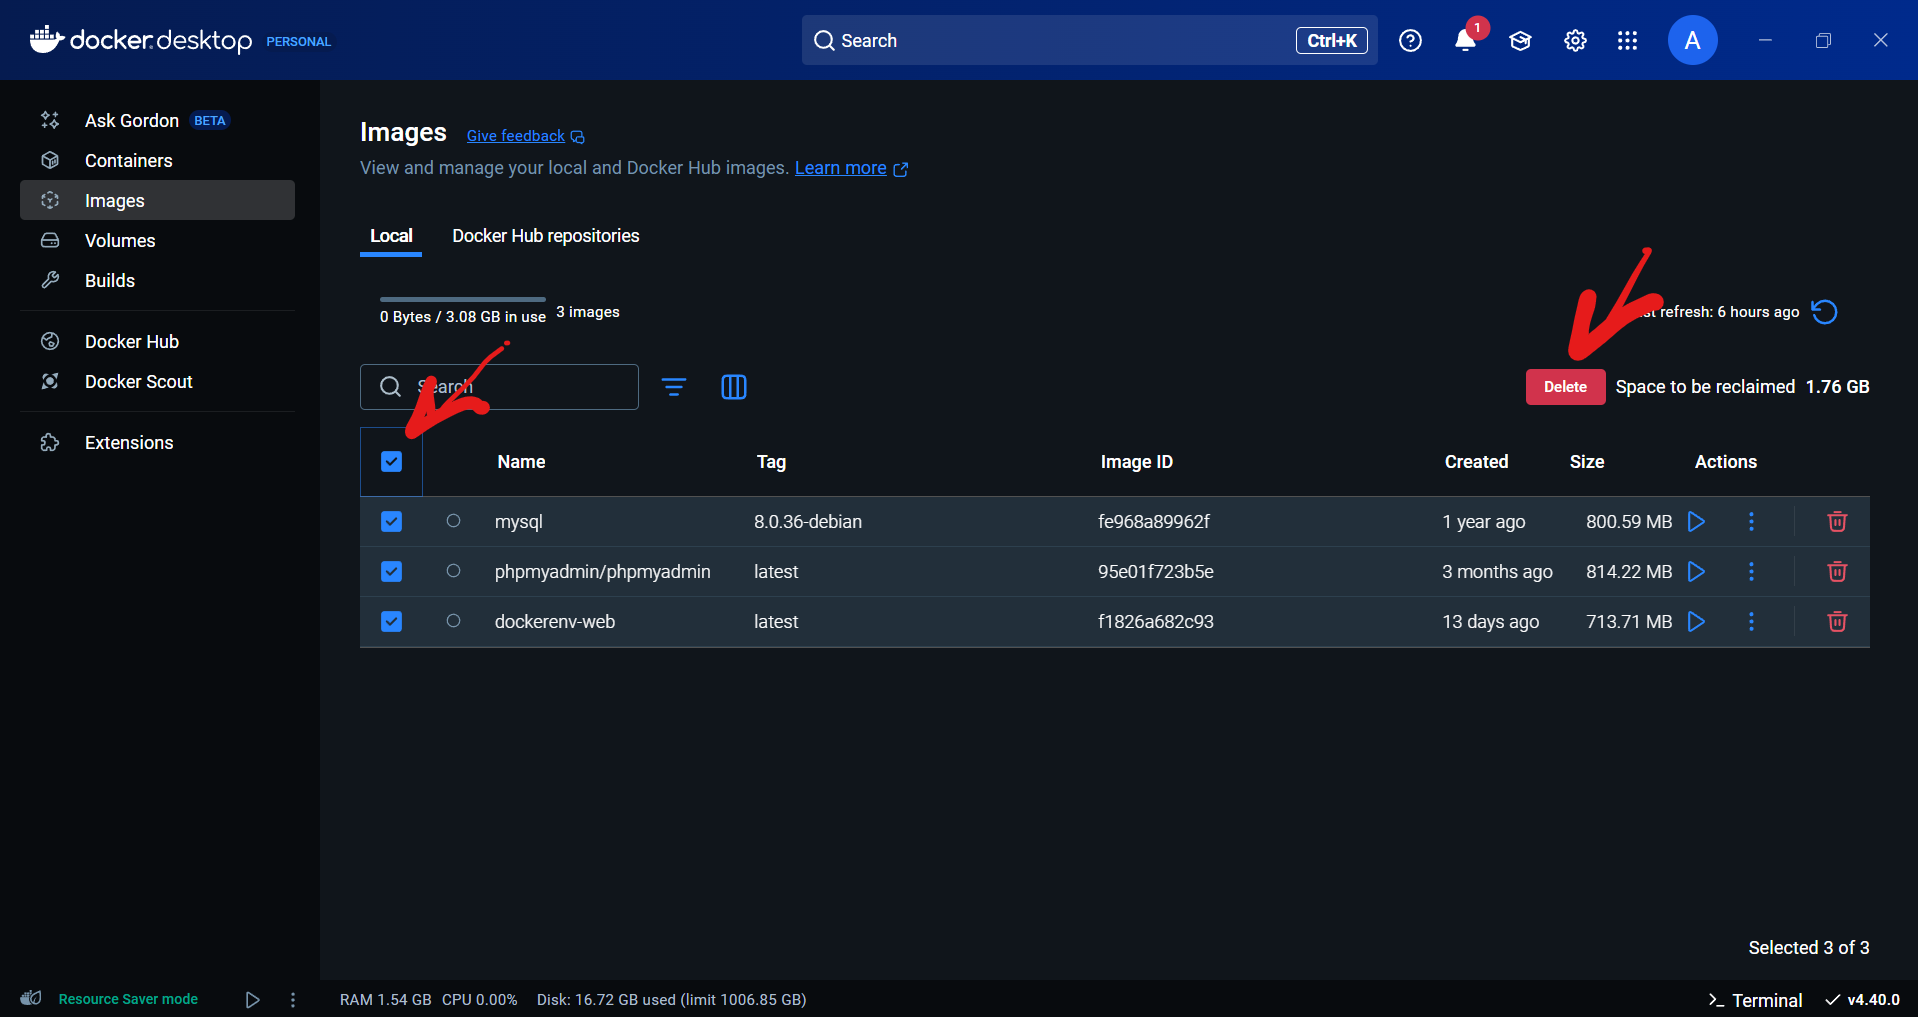 docker.desktop PERSONAL
Search Ctrl+K
1
A
Ask Gordon BETA
Containers
Images
Volumes
Builds
Docker Hub
Docker Scout
Extensions
Images Give feedback
View and manage your local and Docker Hub images. Learn more
Local Docker Hub repositories
0 Bytes / 3.08 GB in use 3 images
refresh: 6 hours ago
Search
Delete Space to be reclaimed 1.76 GB
Name Tag Image ID Created Size Actions
mysql 8.0.36-debian fe968a89962f 1 year ago 800.59 MB
phpmyadmin/phpmyadmin latest 95e01f723b5e 3 months ago 814.22 MB
dockerenv-web latest f1826a682c93 13 days ago 713.71 MB
Selected 3 of 3
Resource Saver mode RAM 1.54 GB CPU 0.00% Disk: 16.72 GB used (limit 1006.85 GB) >_ Terminal v4.40.0